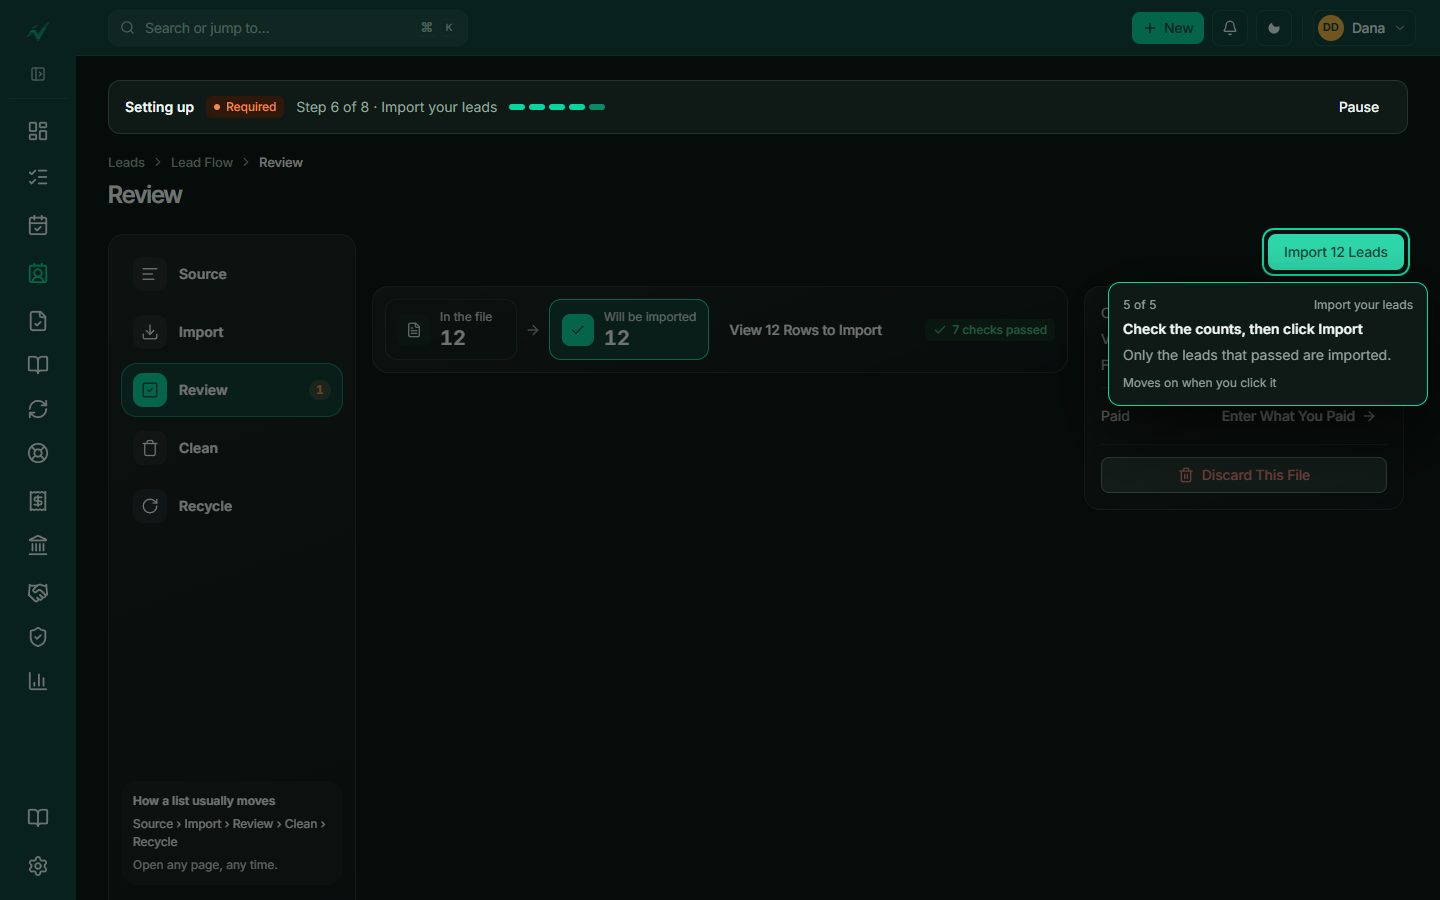 Search or jump to...
⌘ K
New
DD
Dana
Setting up
Required
Step 6 of 8 · Import your leads
Pause
Leads
Lead Flow
Review
Review
Source
Import
Review
1
Clean
Recycle
How a list usually moves
Source › Import › Review › Clean ›
Recycle
Open any page, any time.
In the file
12
Will be imported
12
View 12 Rows to Import
7 checks passed
Import 12 Leads
5 of 5
Import your leads
Check the counts, then click Import
Only the leads that passed are imported.
Moves on when you click it
Paid
Enter What You Paid
Discard This File